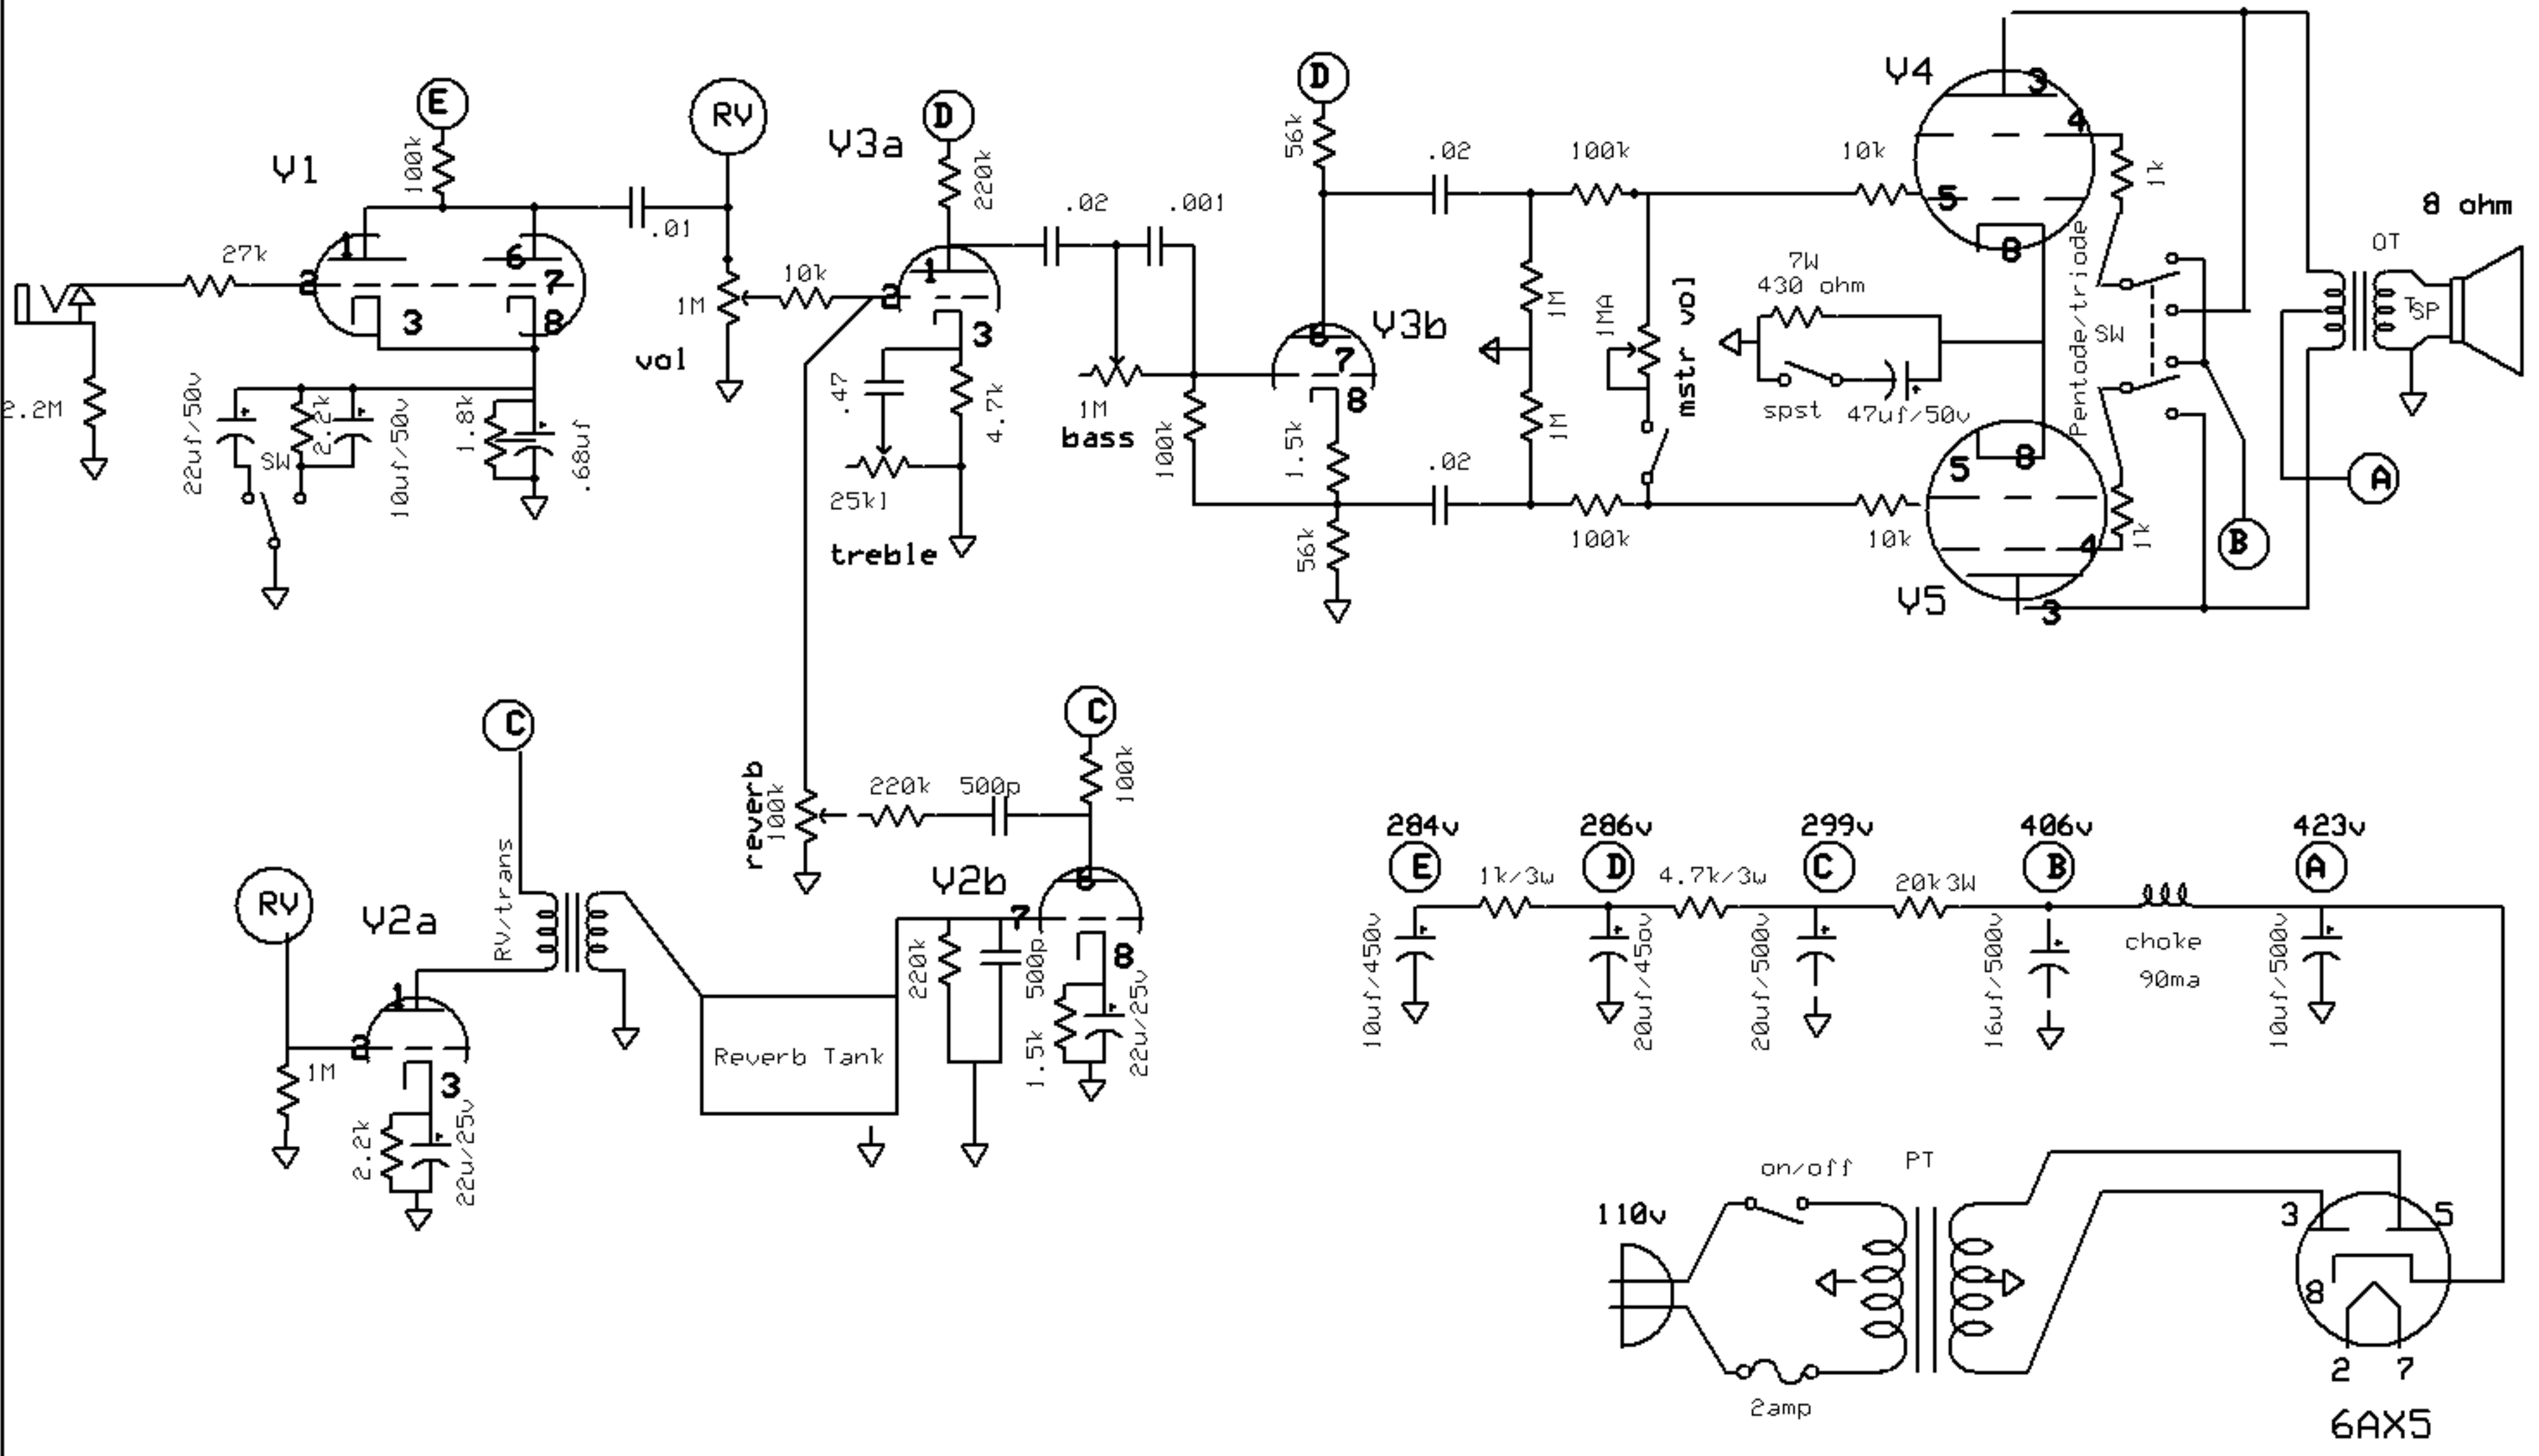 V1
E
100k
27k
1
2
3
6
7
8
.01
RV
1M
vol
2.2M
22uf/50v
SW
2.2k
10uf/50v
1.8k
.68uf
V3a
D
220k
10k
1
2
3
.47
4.7k
25kl
treble
.02
.001
1M
bass
100k
D
56k
V3b
6
7
8
1.5k
56k
.02
.02
1M
1M
100k
100k
1MA
mstr vol
10k
10k
7W
430 ohm
spst
47uf/50v
V4
3
4
5
8
1k
Pentode/triode
SW
V5
5
8
4
3
1k
B
A
OT
8 ohm
SP
C
RV/trans
RV
V2a
1
2
3
1M
2.2k
22u/25v
Reverb Tank
reverb
100k
220k
500p
C
100k
V2b
6
7
8
220k
500p
1.5k
22u/25v
284v
286v
299v
406v
423v
E
D
C
B
A
1k/3w
4.7k/3w
20k3W
choke
90ma
10uf/450v
20uf/450v
20uf/500v
16uf/500v
10uf/500v
110v
on/off
PT
2amp
3
5
8
2
7
6AX5